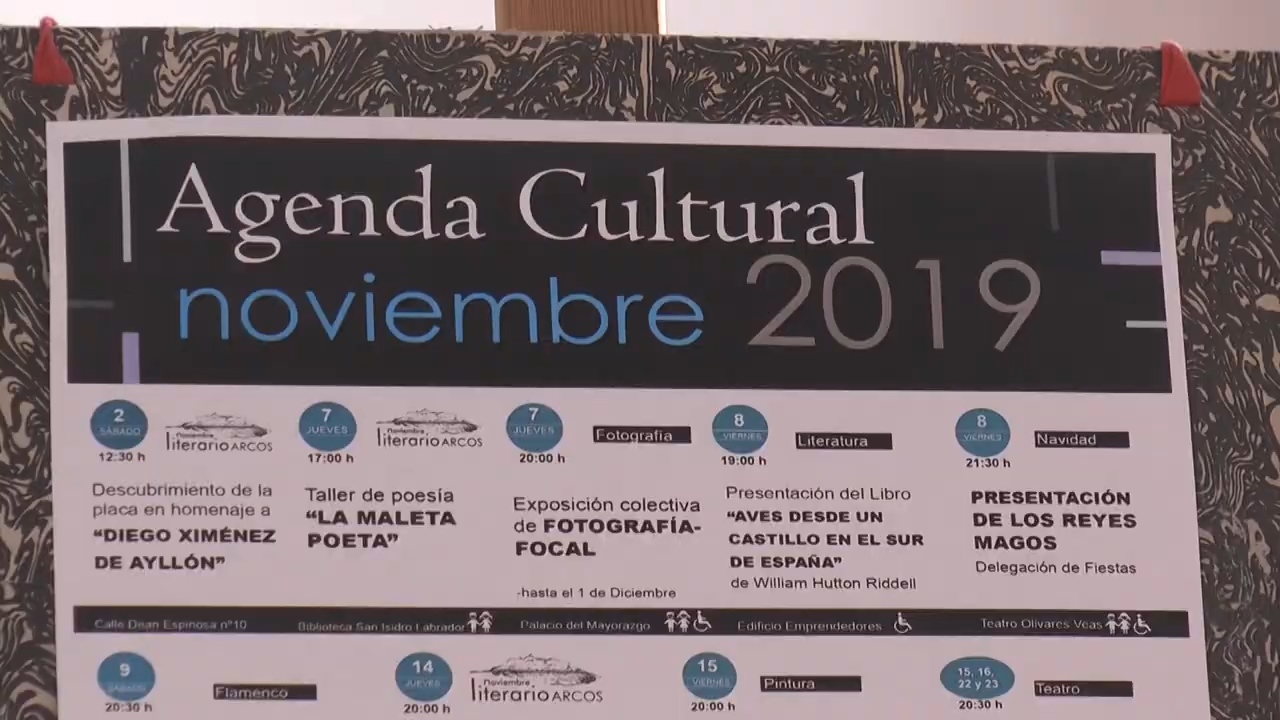 Agenda Cultural
noviembre 2019
2
SÁBADO
12:30 h
Noviembre
literario ARCOS
Descubrimiento de la
placa en homenaje a
“DIEGO XIMÉNEZ
DE AYLLÓN”
Calle Dean Espinosa nº10
7
JUEVES
17:00 h
Noviembre
literario ARCOS
Taller de poesía
“LA MALETA
POETA”
Biblioteca San Isidro Labrador
7
JUEVES
20:00 h
Fotografía
Exposición colectiva
de FOTOGRAFÍA-
FOCAL
-hasta el 1 de Diciembre
Palacio del Mayorazgo
8
VIERNES
19:00 h
Literatura
Presentación del Libro
“AVES DESDE UN
CASTILLO EN EL SUR
DE ESPAÑA”
de William Hutton Riddell
Edificio Emprendedores
8
VIERNES
21:30 h
Navidad
PRESENTACIÓN
DE LOS REYES
MAGOS
Delegación de Fiestas
Teatro Olivares Veas
9
SÁBADO
20:30 h
Flamenco
14
JUEVES
20:00 h
Noviembre
literario ARCOS
15
VIERNES
20:00 h
Pintura
15, 16,
22 y 23
20:30 h
Teatro